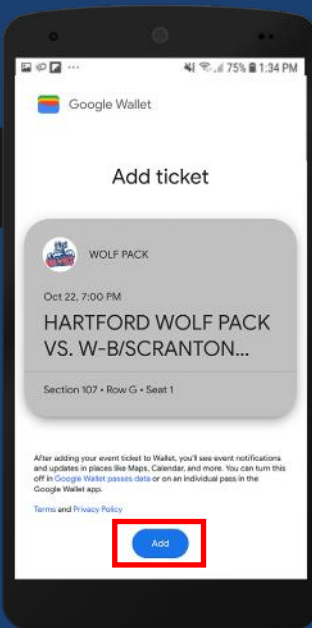 75% 1:34 PM
Google Wallet
Add ticket
WOLF PACK
Oct 22, 7:00 PM
HARTFORD WOLF PACK
VS. W-B/SCRANTON...
Section 107 • Row G • Seat 1
After adding your event ticket to Wallet, you'll see event notifications
and updates in places like Maps, Calendar, and more. You can turn this
off in Google Wallet passes data or on an individual pass in the
Google Wallet app.
Terms and Privacy Policy
Add